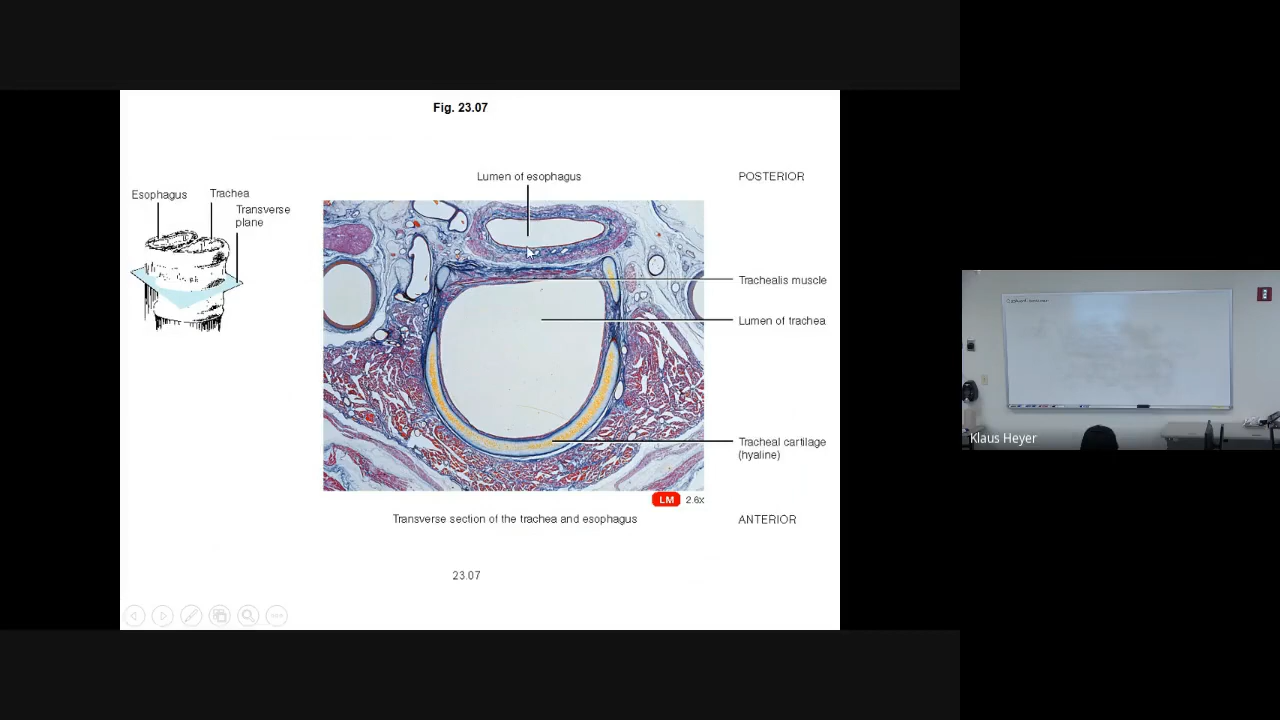 Fig. 23.07
Lumen of esophagus
POSTERIOR
Esophagus
Trachea
Transverse
plane
Trachealis muscle
Lumen of trachea
Tracheal cartilage
(hyaline)
LM 2.6x
Transverse section of the trachea and esophagus
ANTERIOR
23.07
Klaus Heyer